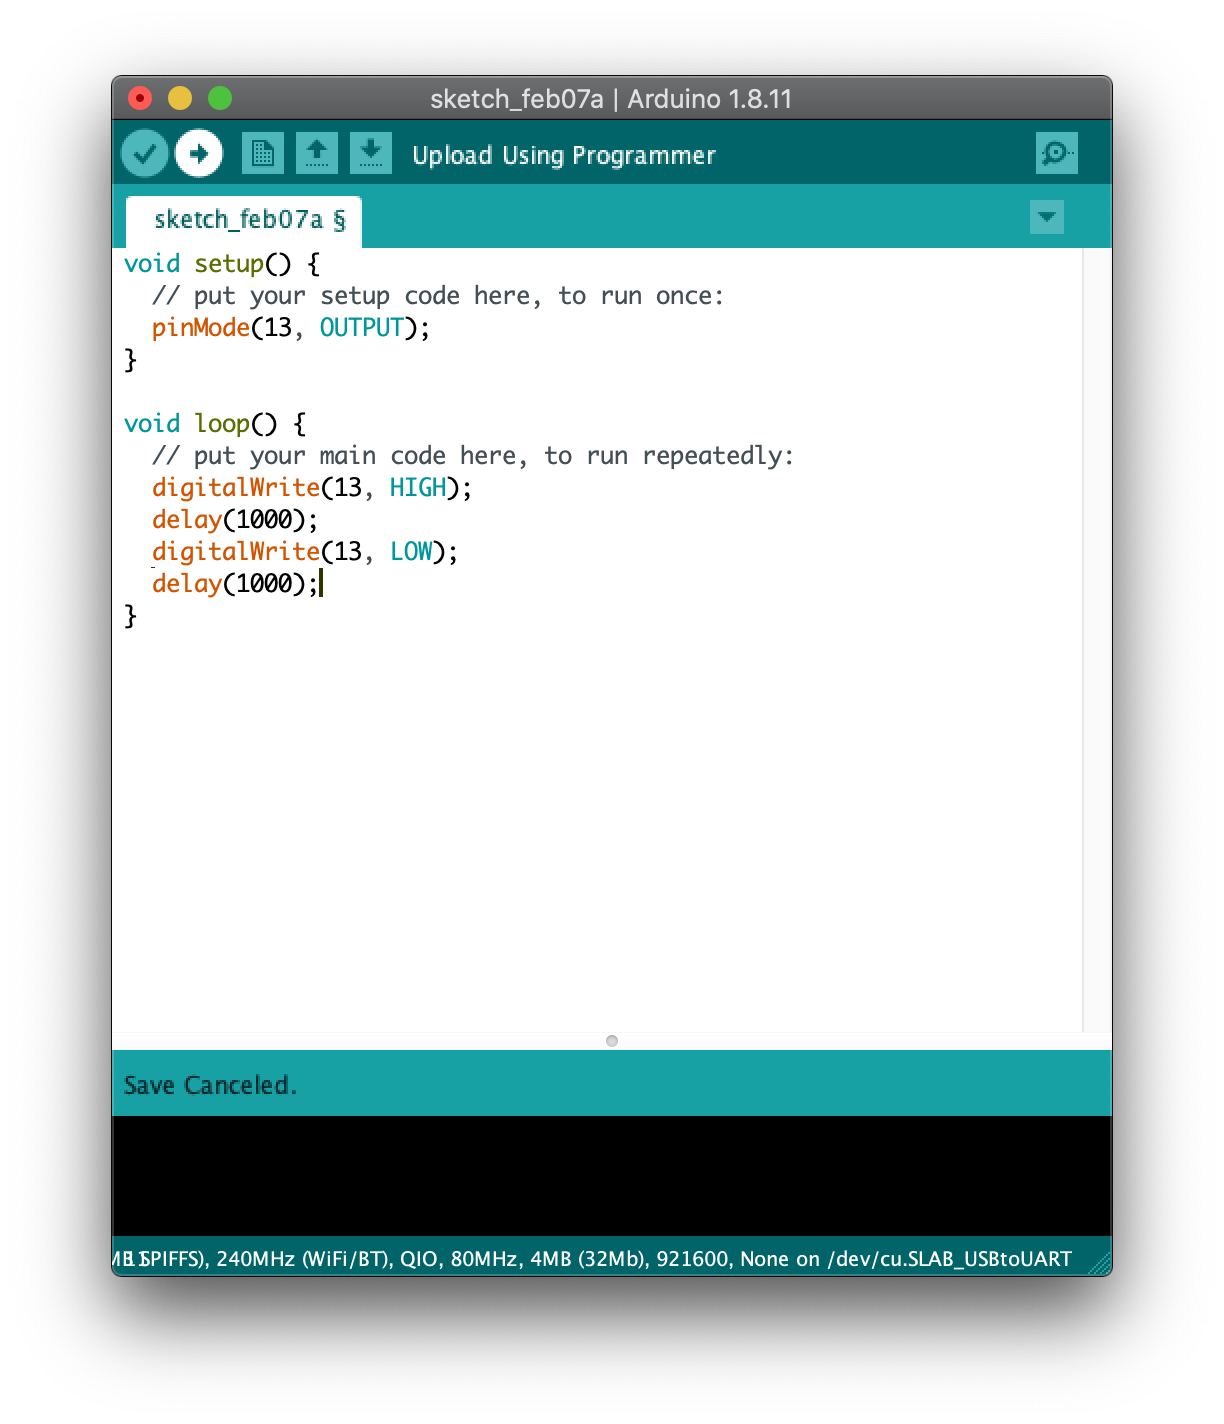 sketch_feb07a | Arduino 1.8.11
Upload Using Programmer
sketch_feb07a §
void setup() {
  // put your setup code here, to run once:
  pinMode(13, OUTPUT);
}
void loop() {
  // put your main code here, to run repeatedly:
  digitalWrite(13, HIGH);
  delay(1000);
  digitalWrite(13, LOW);
  delay(1000);
}
Save Canceled.
SPIFFS), 240MHz (WiFi/BT), QIO, 80MHz, 4MB (32Mb), 921600, None on /dev/cu.SLAB_USBtoUART